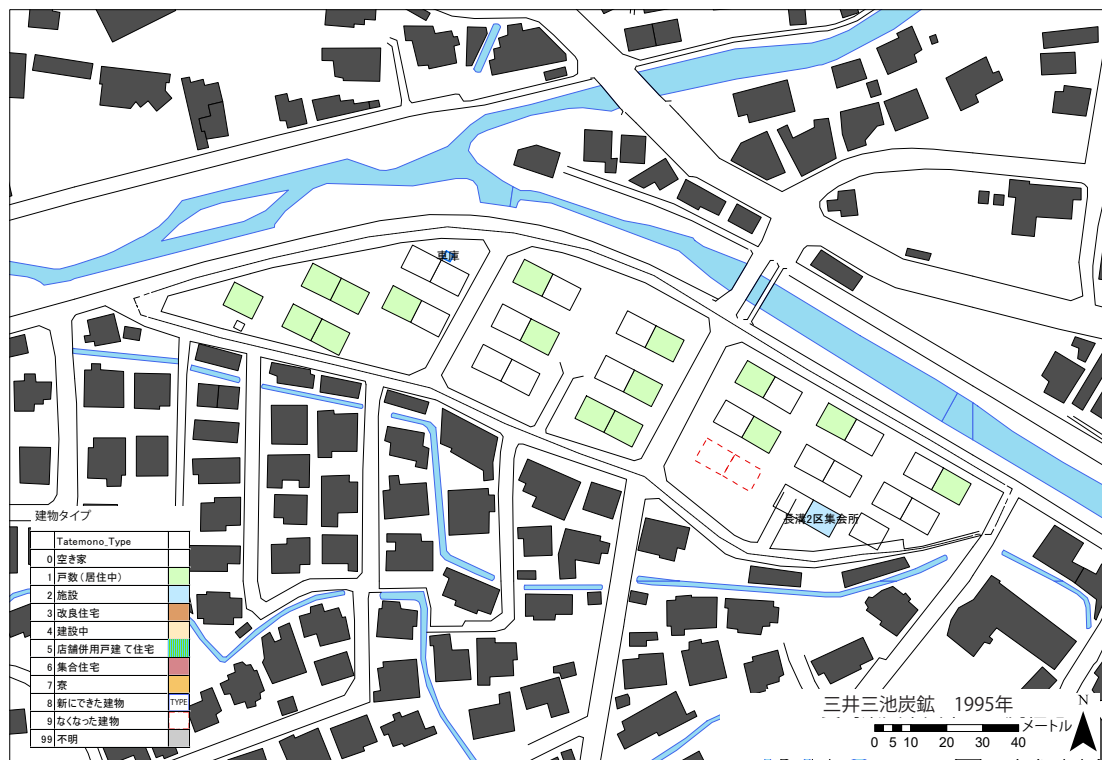 車庫
長溝2区集会所
建物タイプ
Tatemono_Type
0 空き家
1 戸数(居住中)
2 施設
3 改良住宅
4 建設中
5 店舗併用戸建て住宅
6 集合住宅
7 寮
8 新にできた建物 TYPE
9 なくなった建物
99 不明
三井三池炭鉱 1995年
N
メートル
0 5 10 20 30 40